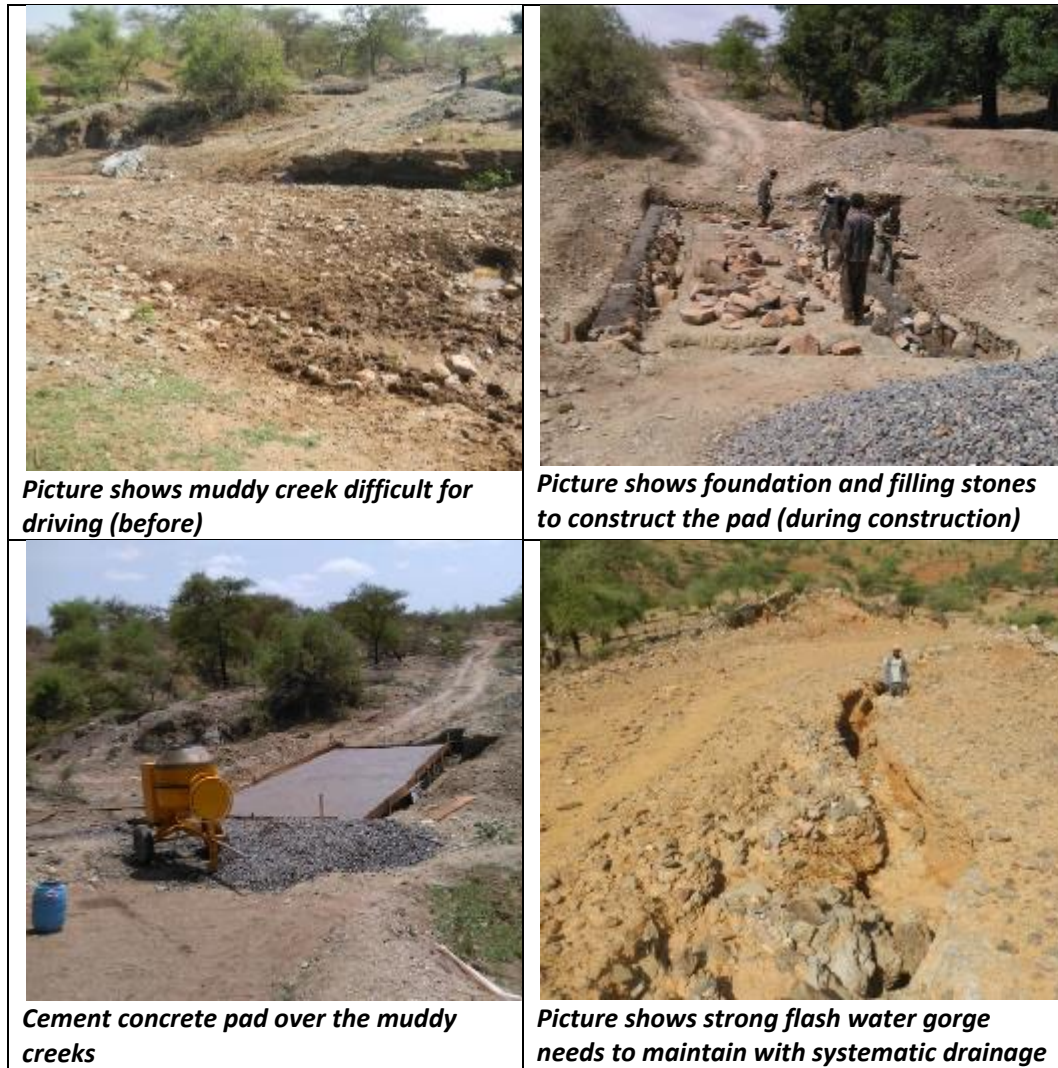 Picture shows muddy creek difficult for
driving (before)
Picture shows foundation and filling stones
to construct the pad (during construction)
Cement concrete pad over the muddy
creeks
Picture shows strong flash water gorge
needs to maintain with systematic drainage